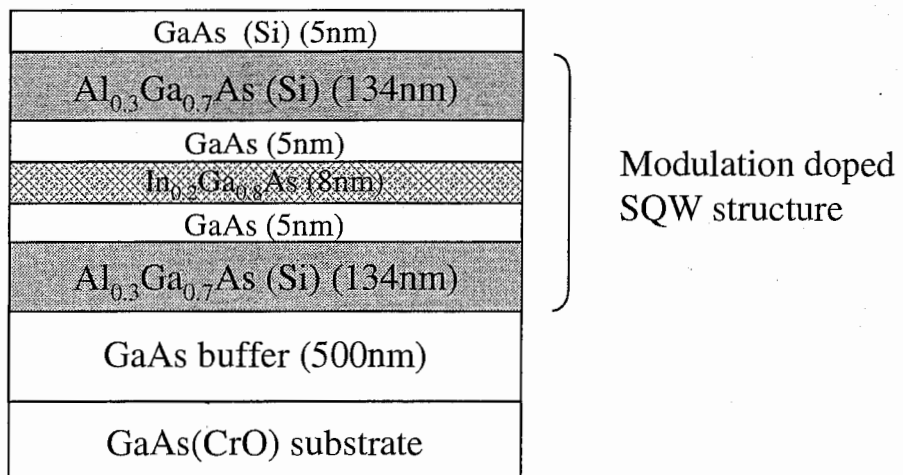 GaAs (Si) (5nm)
Al0.3Ga0.7As (Si) (134nm)
GaAs (5nm)
In0.2Ga0.8As (8nm)
GaAs (5nm)
Al0.3Ga0.7As (Si) (134nm)
GaAs buffer (500nm)
GaAs(CrO) substrate
Modulation doped
SQW structure